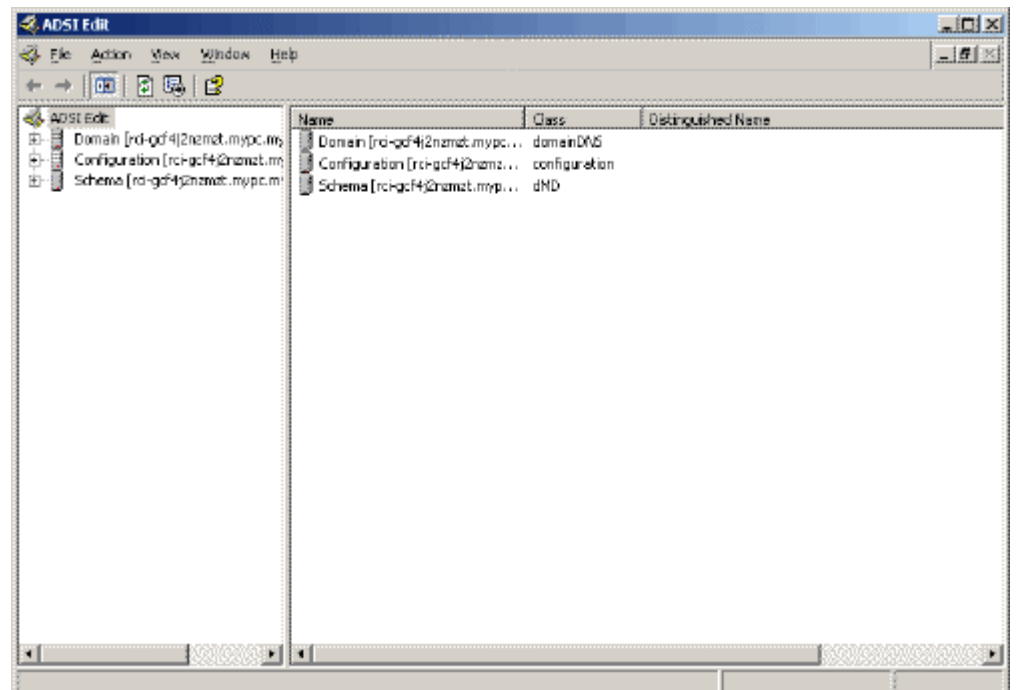 ADSI Edit
File Action View Window Help
ADSI Edit
Domain [rci-gcf4j2nzmzt.mypc.my
Configuration [rci-gcf4j2nzmzt.my
Schema [rci-gcf4j2nzmzt.mypc.m
Name Class Distinguished Name
Domain [rci-gcf4j2nzmzt.mypc... domainDNS
Configuration [rci-gcf4j2nzmz... configuration
Schema [rci-gcf4j2nzmzt.myp... dMD